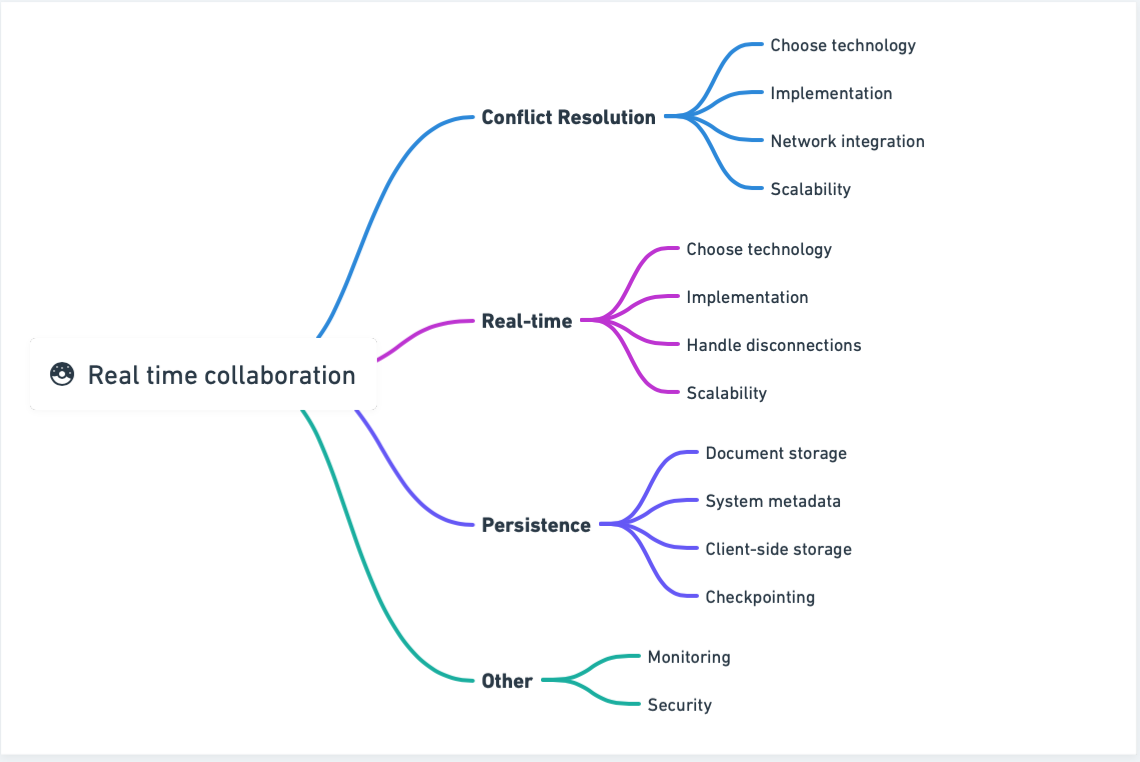 Conflict Resolution
Choose technology
Implementation
Network integration
Scalability
Real time collaboration
Real-time
Choose technology
Implementation
Handle disconnections
Scalability
Persistence
Document storage
System metadata
Client-side storage
Checkpointing
Other
Monitoring
Security